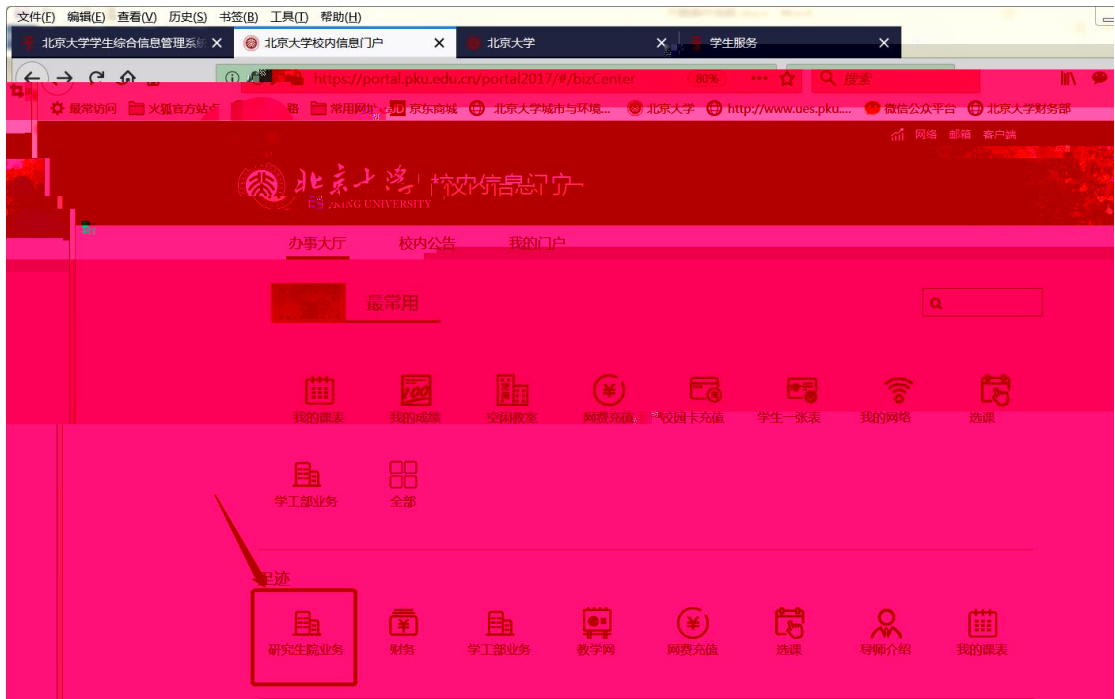 文件(F) 编辑(E) 查看(V) 历史(S) 书签(B) 工具(T) 帮助(H)
北京大学学生综合信息管理系统 × 北京大学校内信息门户 × 北京大学 × 学生服务 ×
https://portal.pku.edu.cn/portal2017/#/bizCenter 80% ••• 搜索
最常访问 火狐官方站点 常用网址 JD 京东商城 北京大学城市与环境... 北京大学 http://www.ues.pku.... 微信公众平台 北京大学财务部
网络 邮箱 客户端
北京大学 校内信息门户
PEKING UNIVERSITY
办事大厅 校内公告 我的门户
最常用
我的课表 我的成绩 空闲教室 网费充值 校园卡充值 学生一张表 我的网络 选课
学工部业务 全部
足迹
研究生院业务 财务 学工部业务 教学网 网费充值 选课 导师介绍 我的课表